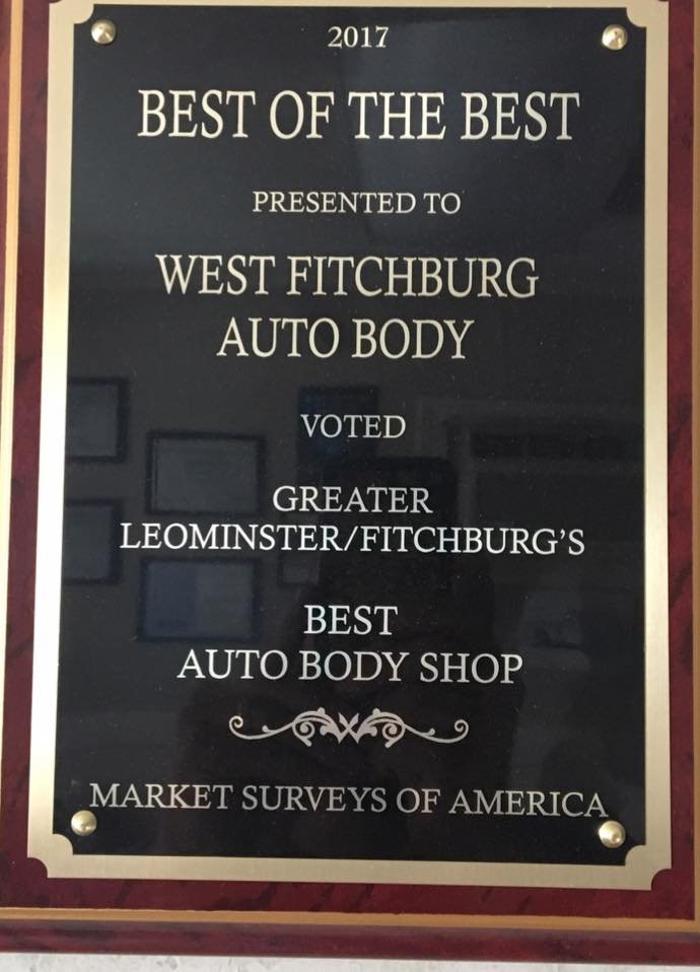 2017
BEST OF THE BEST
PRESENTED TO
WEST FITCHBURG
AUTO BODY
VOTED
GREATER
LEOMINSTER/FITCHBURG'S
BEST
AUTO BODY SHOP
MARKET SURVEYS OF AMERICA